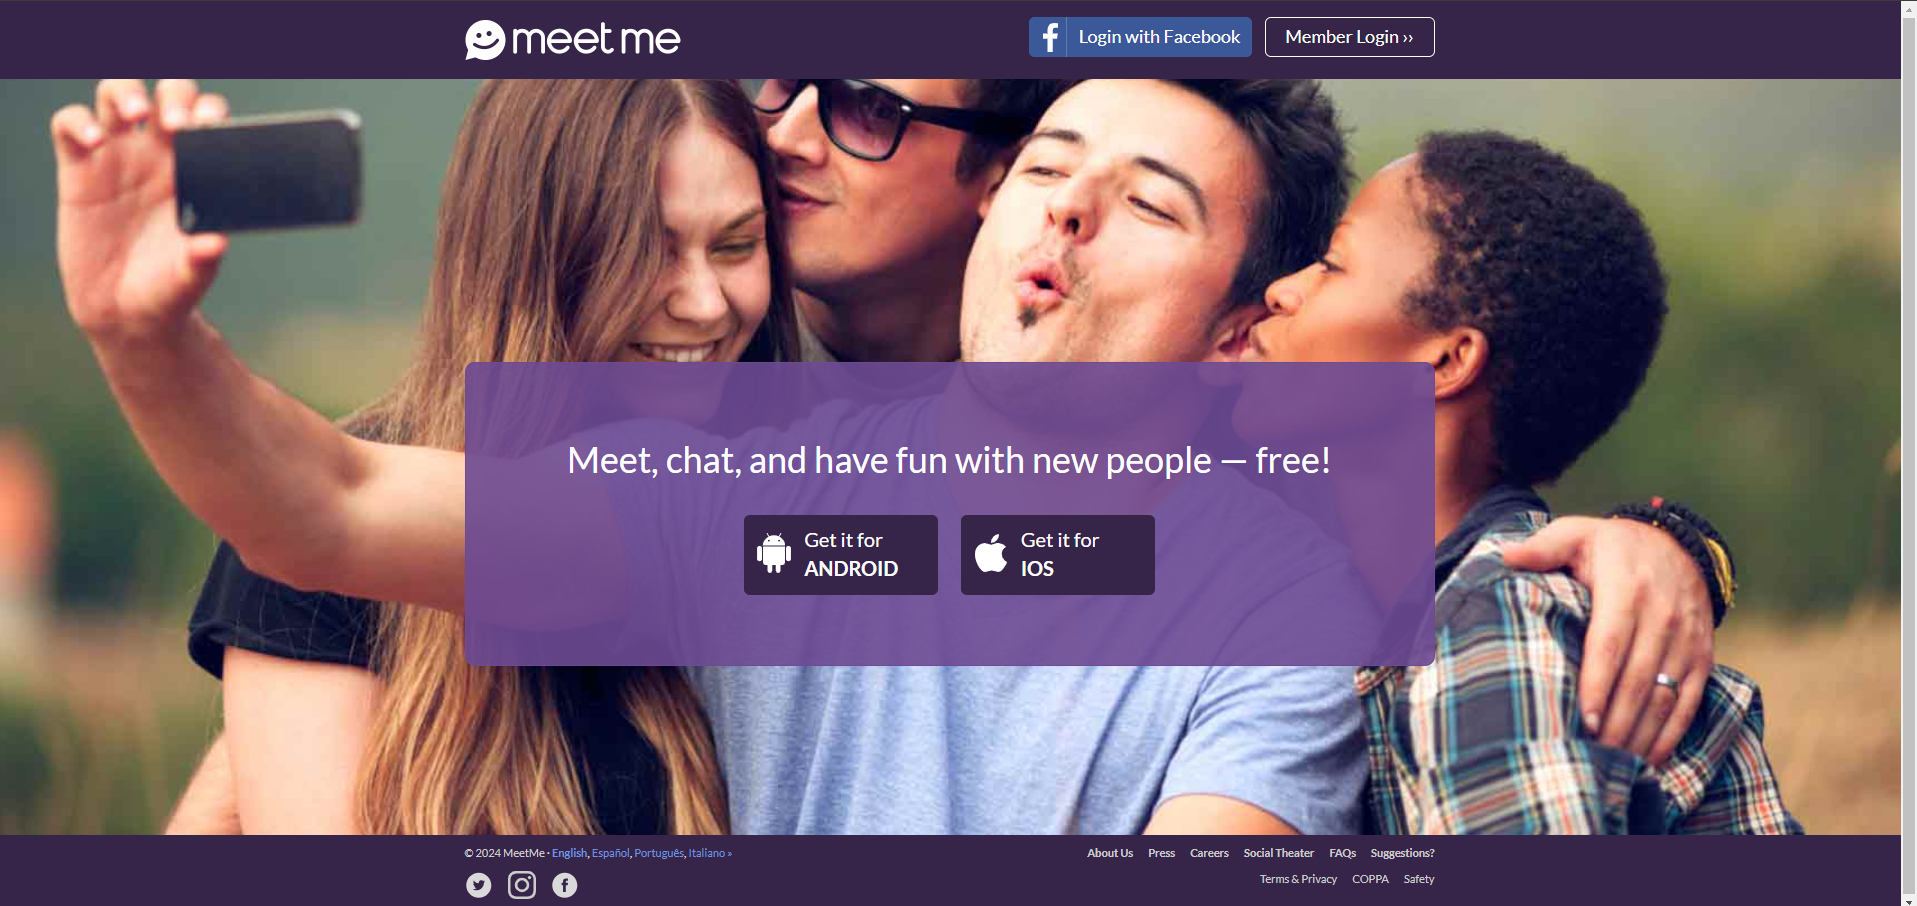 meet me
Login with Facebook
Member Login ››
Meet, chat, and have fun with new people — free!
Get it for
ANDROID
Get it for
IOS
© 2024 MeetMe · English, Español, Português, Italiano »
About Us Press Careers Social Theater FAQs Suggestions?
Terms & Privacy COPPA Safety